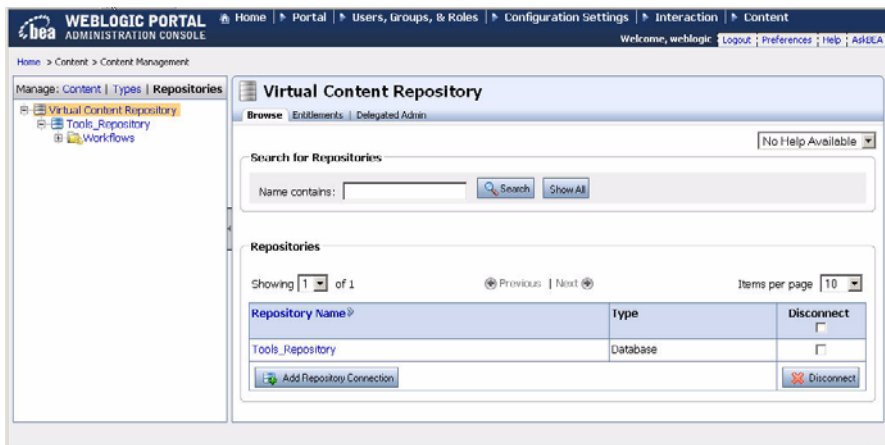 bea WEBLOGIC PORTAL
ADMINISTRATION CONSOLE
Home | Portal | Users, Groups, & Roles | Configuration Settings | Interaction | Content
Welcome, weblogic Logout Preferences Help AskBEA
Home > Content > Content Management
Manage: Content | Types | Repositories
Virtual Content Repository
Tools_Repository
Workflows
Virtual Content Repository
Browse Entitlements | Delegated Admin
No Help Available
Search for Repositories
Name contains: Search Show All
Repositories
Showing 1 of 1 Previous | Next Items per page 10
Repository Name Type Disconnect
Tools_Repository Database
Add Repository Connection Disconnect